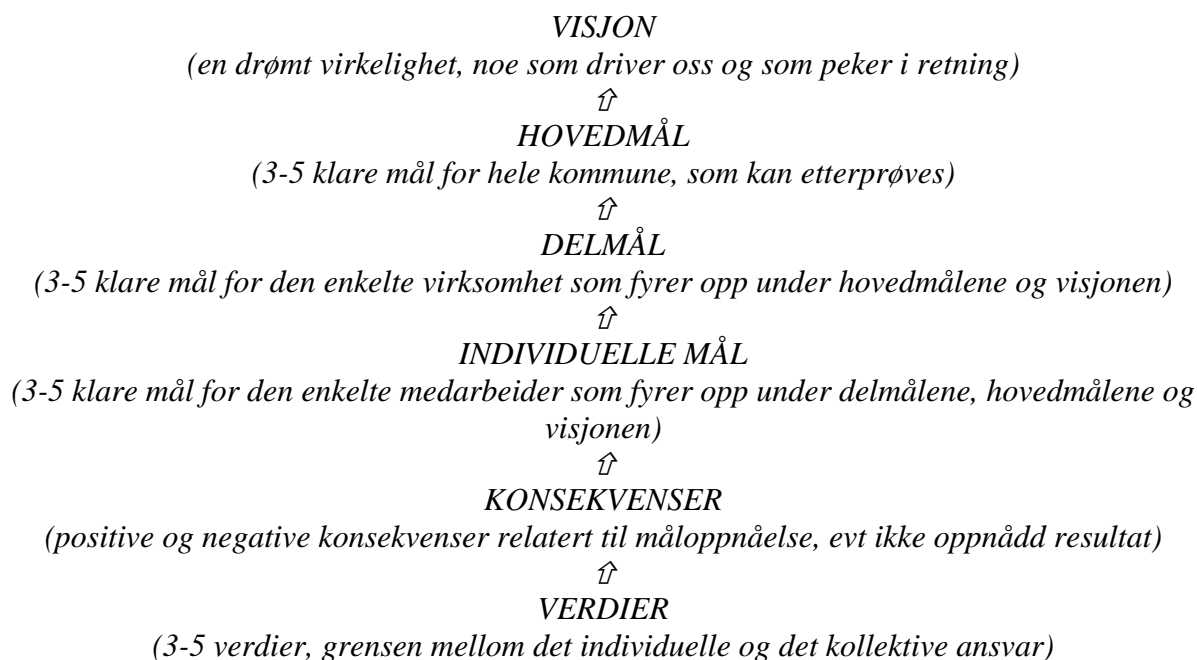 VISJON
(en drømt virkelighet, noe som driver oss og som peker i retning)
⇧
HOVEDMÅL
(3-5 klare mål for hele kommune, som kan etterprøves)
⇧
DELMÅL
(3-5 klare mål for den enkelte virksomhet som fyrer opp under hovedmålene og visjonen)
⇧
INDIVIDUELLE MÅL
(3-5 klare mål for den enkelte medarbeider som fyrer opp under delmålene, hovedmålene og
visjonen)
⇧
KONSEKVENSER
(positive og negative konsekvenser relatert til måloppnåelse, evt ikke oppnådd resultat)
⇧
VERDIER
(3-5 verdier, grensen mellom det individuelle og det kollektive ansvar)